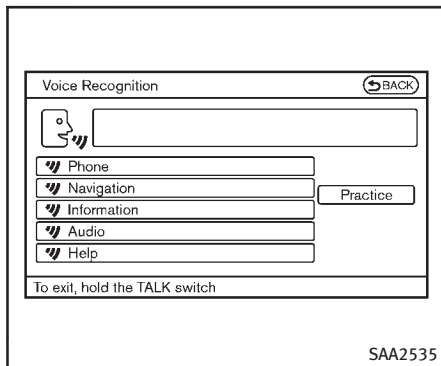 Voice Recognition
BACK
Phone
Navigation
Practice
Information
Audio
Help
To exit, hold the TALK switch
SAA2535